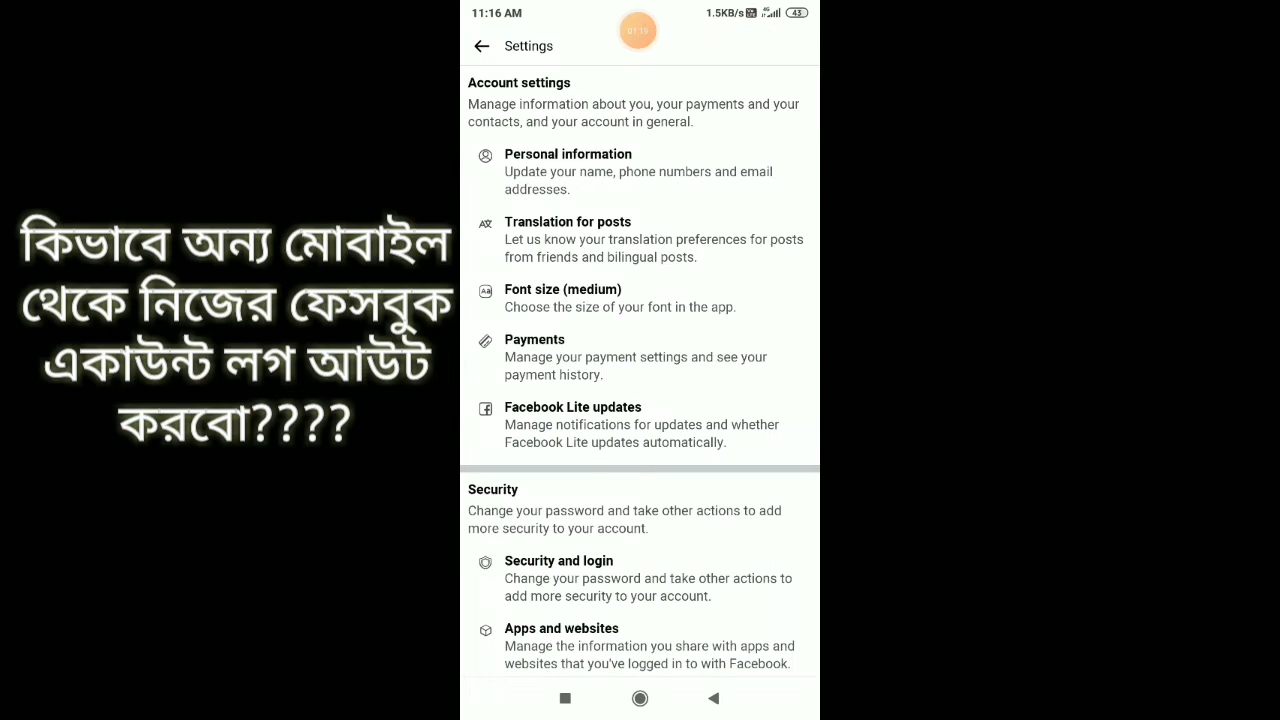 কিভাবে অন্য মোবাইল
থেকে নিজের ফেসবুক
একাউন্ট লগ আউট
করবো????
11:16 AM
1.5KB/s
4G
43
01:10
Settings
Account settings
Manage information about you, your payments and your
contacts, and your account in general.
Personal information
Update your name, phone numbers and email
addresses.
Translation for posts
Let us know your translation preferences for posts
from friends and bilingual posts.
Font size (medium)
Choose the size of your font in the app.
Payments
Manage your payment settings and see your
payment history.
Facebook Lite updates
Manage notifications for updates and whether
Facebook Lite updates automatically.
Security
Change your password and take other actions to add
more security to your account.
Security and login
Change your password and take other actions to
add more security to your account.
Apps and websites
Manage the information you share with apps and
websites that you've logged in to with Facebook.